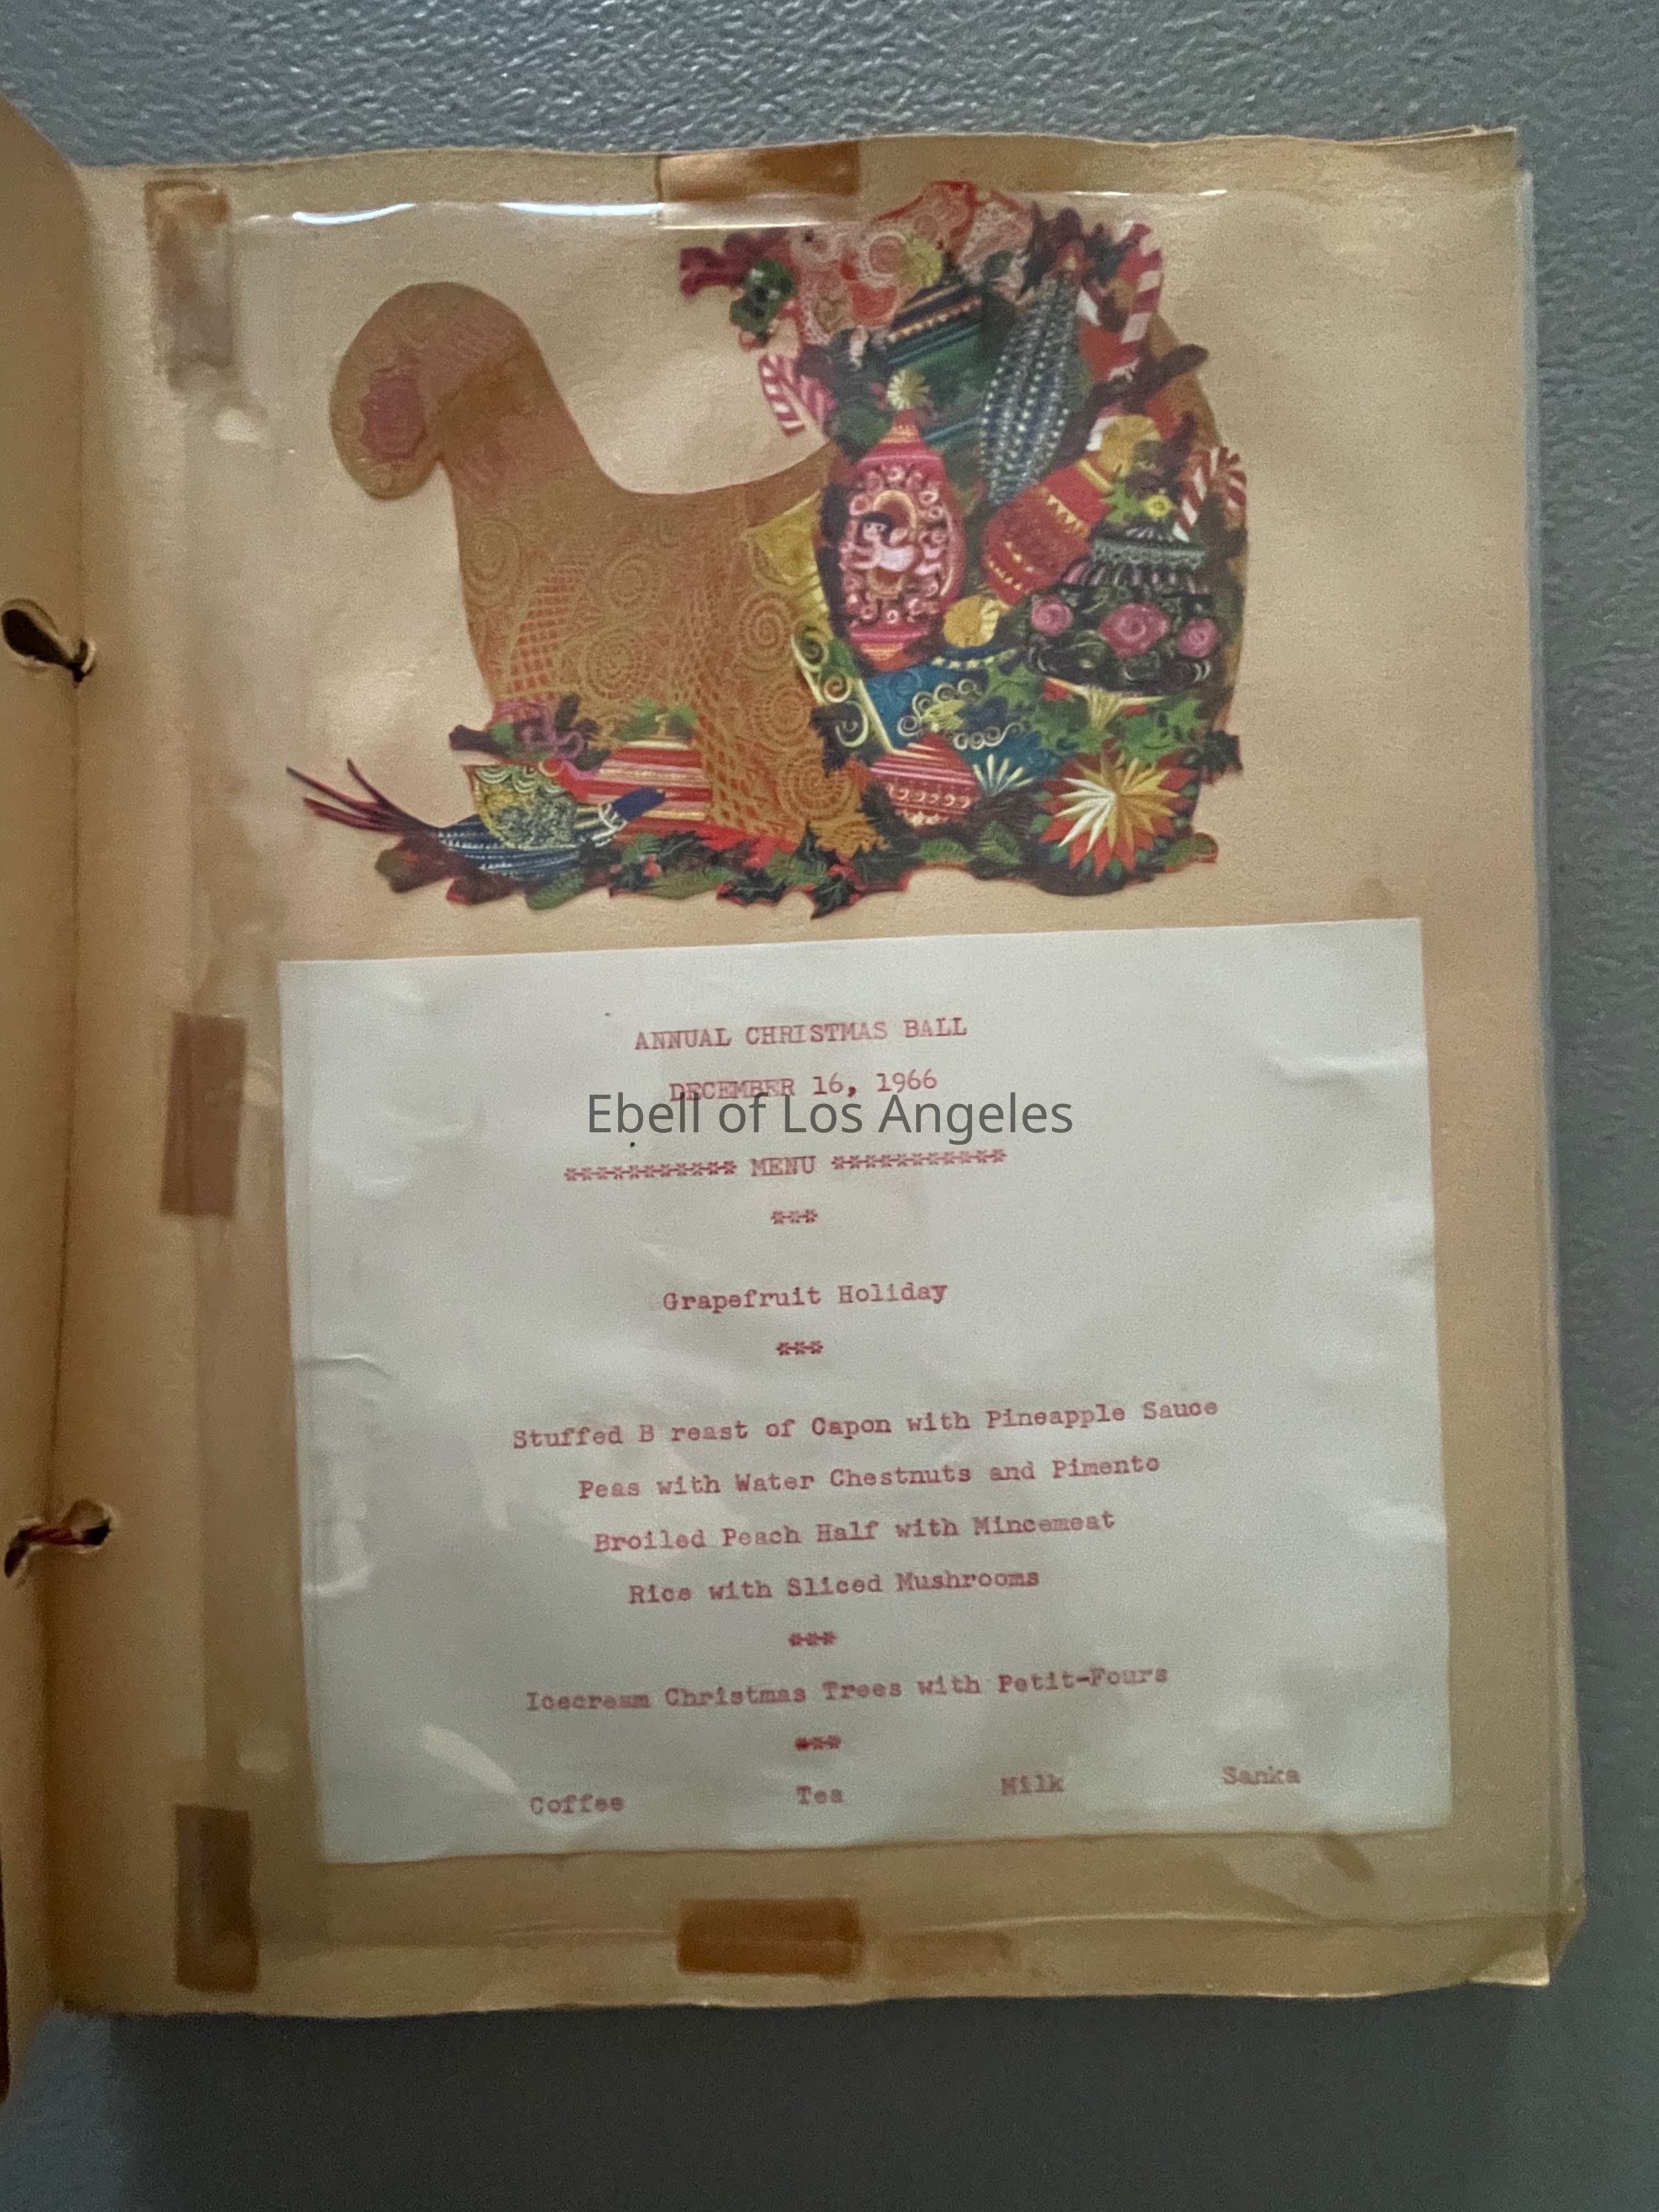 ANNUAL CHRISTMAS BALL
DECEMBER 16, 1966
Ebell of Los Angeles
*********** MENU ***********
***
Grapefruit Holiday
***
Stuffed B reast of Capon with Pineapple Sauce
Peas with Water Chestnuts and Pimento
Broiled Peach Half with Mincemeat
Rice with Sliced Mushrooms
***
Icecream Christmas Trees with Petit-Fours
***
Coffee Tea Milk Sanka